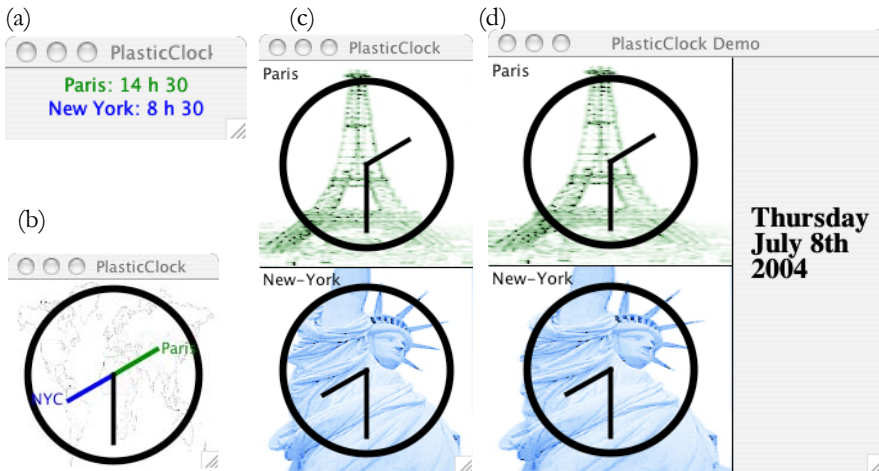 (a)
PlasticClock
Paris: 14 h 30
New York: 8 h 30
(b)
PlasticClock
Paris
NYC
(c)
PlasticClock
Paris
New-York
(d)
PlasticClock Demo
Paris
New-York
Thursday
July 8th
2004